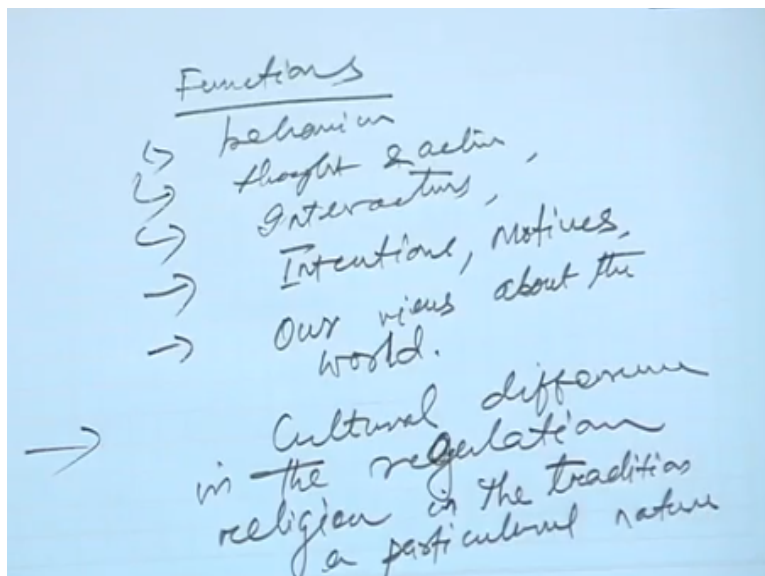 Functions
behaviour
thought & action,
Interactions,
Intentions, Motives,
Our views about the
world.
Cultural difference
in the regulation
religion in the tradition
a particular nature